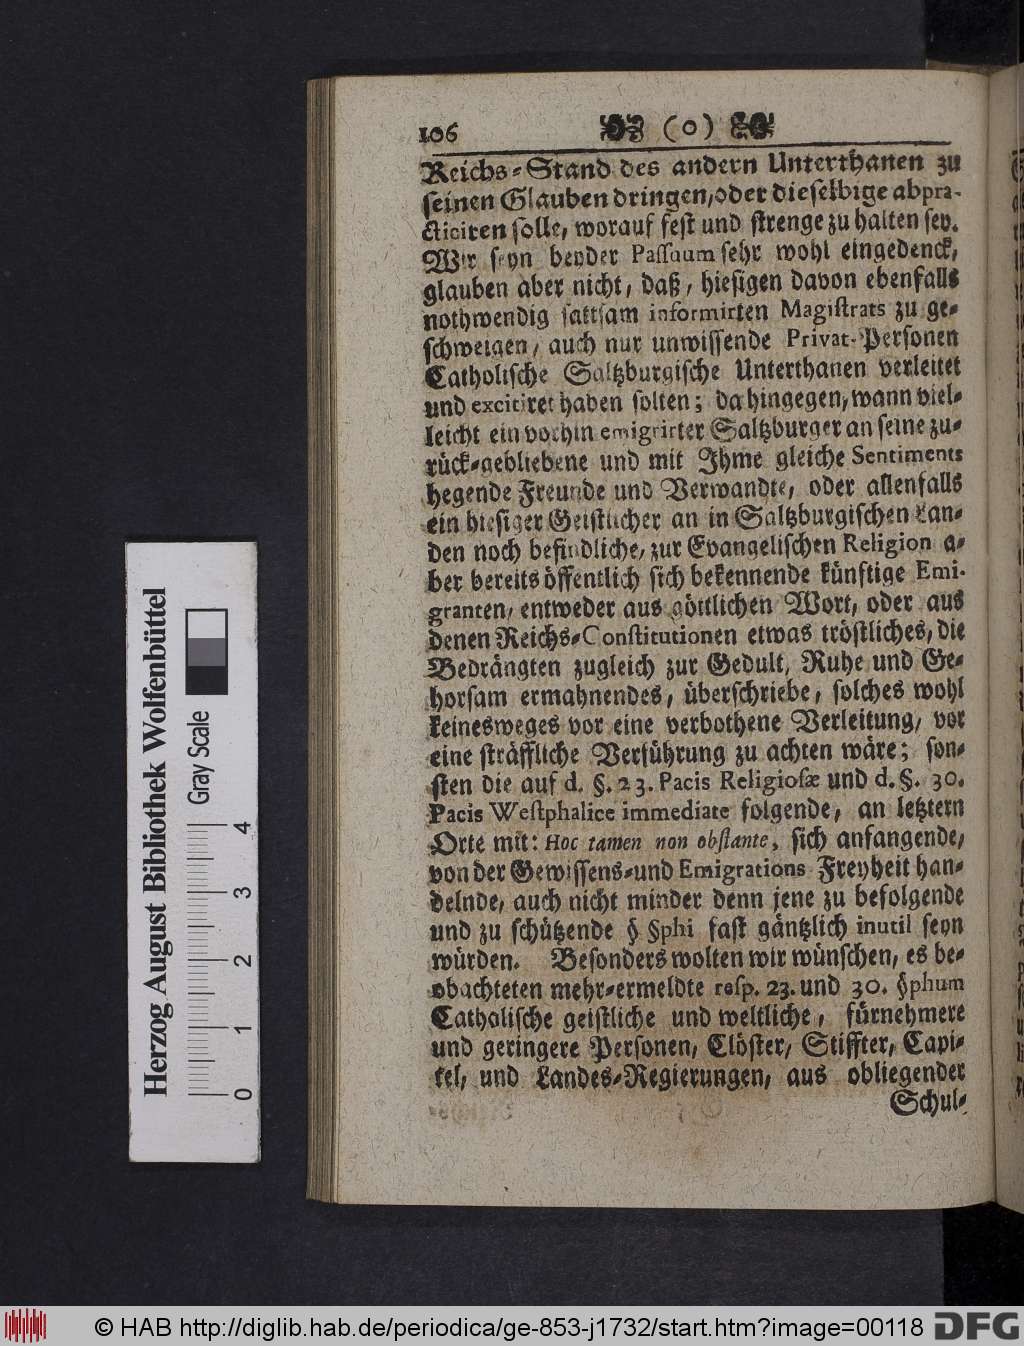 106 (o)
Reichs-Stand des andern Unterthanen zu
seinen Glauben dringen, oder dieselbige abpra-
cticiren solle, worauf fest und strenge zu halten sey.
Wir seyn beyder Passuum sehr wohl eingedenck,
glauben aber nicht, daß, hiesigen davon ebenfalls
nothwendig sattsam informirten Magistrats zu ge-
schweigen, auch nur unwissende Privat-Personen
Catholische Saltzburgische Unterthanen verleitet
und excitiret haben solten; da hingegen, wann viel-
leicht ein vorhin emigrirter Saltzburger an seine zu-
rück-gebliebene und mit Ihme gleiche Sentiments
hegende Freunde und Verwandte, oder allenfalls
ein hiesiger Geistlicher an in Saltzburgischen Lan-
den noch befindliche, zur Evangelischen Religion a-
ber bereits öffentlich sich bekennende künftige Emi-
granten, entweder aus göttlichen Wort, oder aus
denen Reichs-Constitutionen etwas tröstliches, die
Bedrängten zugleich zur Gedult, Ruhe und Ge-
horsam ermahnendes, überschriebe, solches wohl
keinesweges vor eine verbothene Verleitung, vor
eine sträffliche Verführung zu achten wäre; son-
sten die auf d. §. 23. Pacis Religiosæ und d. §. 30.
Pacis Westphalice immediate folgende, an letztern
Orte mit: Hoc tamen non obstante, sich anfangende,
von der Gewissens-und Emigrations Freyheit han-
delnde, auch nicht minder denn jene zu befolgende
und zu schützende § §phi fast gäntzlich inutil seyn
würden. Besonders wolten wir wünschen, es be-
obachteten mehr-ermeldte resp. 23. und 30. §phum
Catholische geistliche und weltliche, fürnehmere
und geringere Personen, Clöster, Stiffter, Capi-
tel, und Landes-Regierungen, aus obliegender
Schul-
Herzog August Bibliothek Wolfenbüttel
Gray Scale
0 1 2 3 4
© HAB http://diglib.hab.de/periodica/ge-853-j1732/start.htm?image=00118
DFG